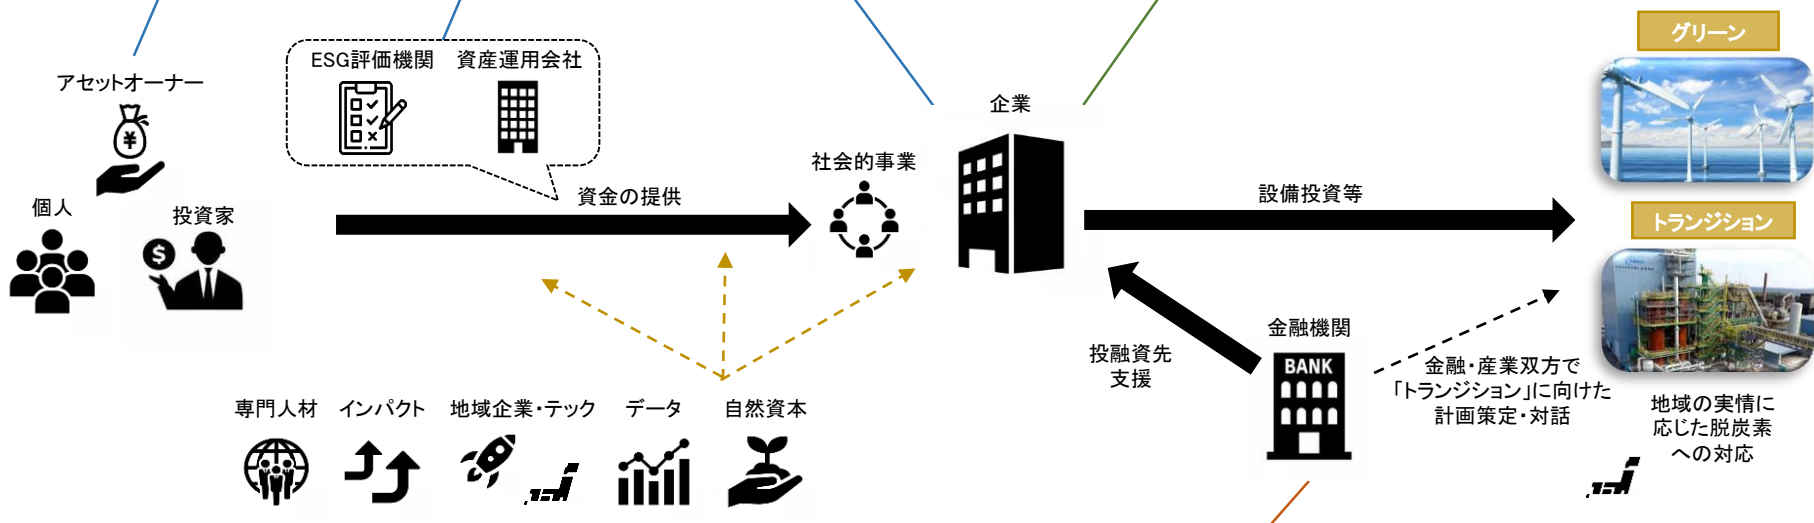 アセットオーナー
個人
投資家
ESG評価機関
資産運用会社
資金の提供
社会的事業
企業
設備投資等
グリーン
トランジション
専門人材
インパクト
地域企業・テック
データ
自然資本
投融資先
支援
金融機関
BANK
金融・産業双方で
「トランジション」に向けた
計画策定・対話
地域の実情に
応じた脱炭素
への対応